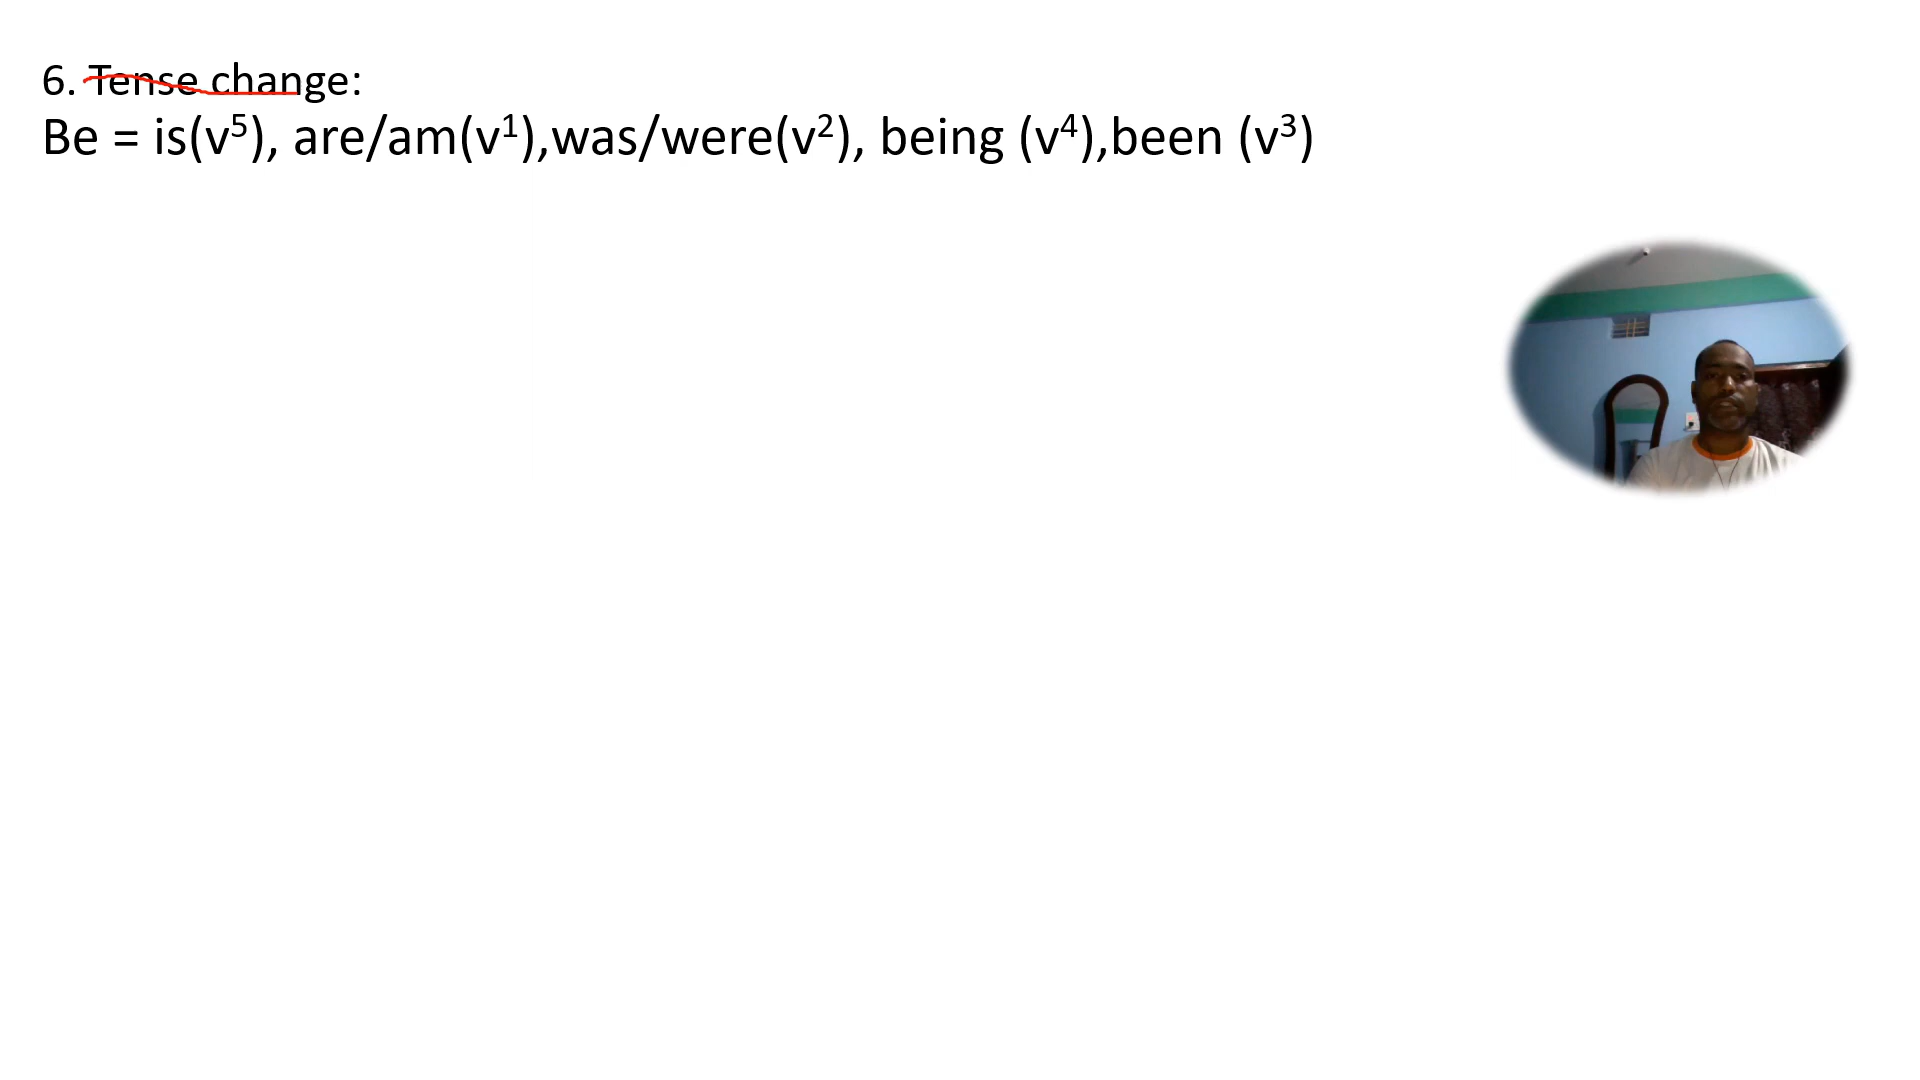 6. Tense change:
Be = is(v⁵), are/am(v¹),was/were(v²), being (v⁴),been (v³)